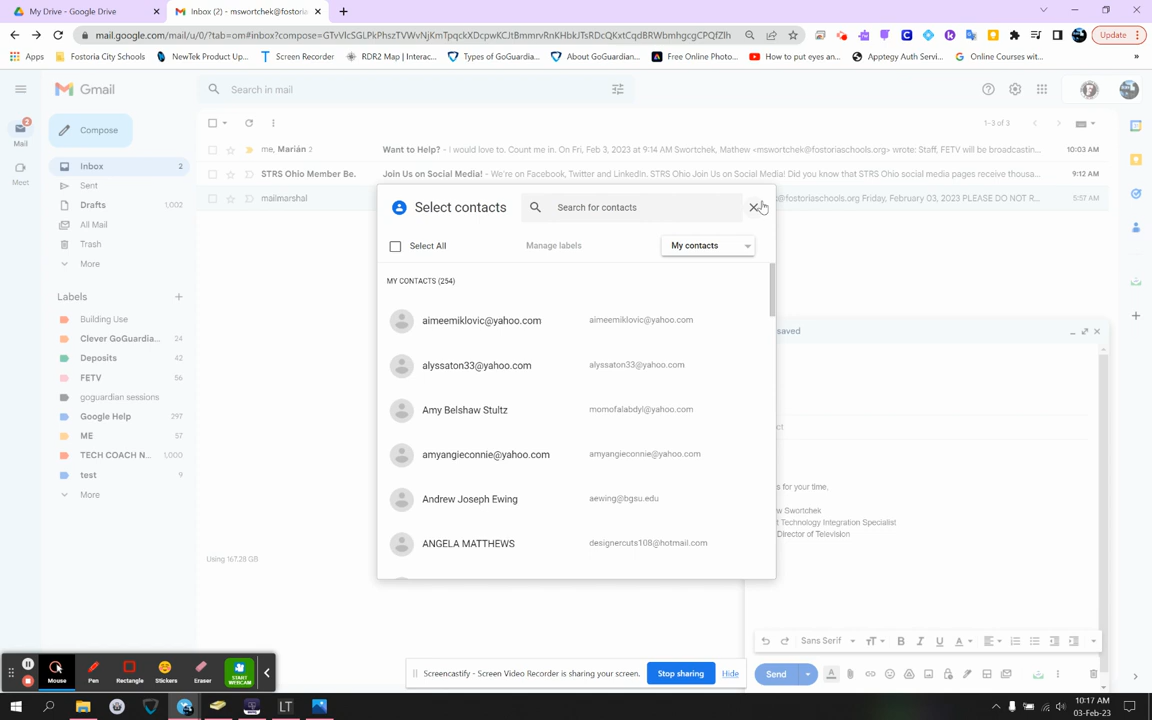 My Drive - Google Drive
Inbox (2) - mswortchek@fostoria
mail.google.com/mail/u/0/?tab=om#inbox?compose=
Update
Fostoria City Schools
NewTek Product Up...
Screen Recorder
RDR2 Map | Interac...
Types of GoGuardia...
About GoGuardian...
Free Online Photo...
How to put eyes an...
Apptegy Auth Servi...
Online Courses wit...
Gmail
Search in mail
2
Mail
Compose
1–3 of 3
Inbox 2
me, Marián 2
Want to Help? - I would love to. Count me in. On Fri, Feb 3, 2023 at 9:14 AM Swortchek, Mathew <mswortchek@fostoriaschools.org> wrote: Staff, FETV will be broadcasting...
10:03 AM
Meet
Sent
STRS Ohio Member Be.
Join Us on Social Media! - We're on Facebook, Twitter and LinkedIn. STRS Ohio Join Us on Social Media! Did you know that STRS Ohio social media pages receive thousa...
9:12 AM
Drafts 1,002
mailmarshal
@fostoriaschools.org Friday, February 03, 2023 PLEASE DO NOT R...
5:57 AM
All Mail
Trash
More
Select contacts
Search for contacts
Select All
Manage labels
My contacts
MY CONTACTS (254)
aimeemiklovic@yahoo.com aimeemiklovic@yahoo.com
alyssaton33@yahoo.com alyssaton33@yahoo.com
Amy Belshaw Stultz momofalabdyl@yahoo.com
amyangieconnie@yahoo.com amyangieconnie@yahoo.com
Andrew Joseph Ewing aewing@bgsu.edu
ANGELA MATTHEWS designercuts108@hotmail.com
Labels
Building Use
Clever GoGuardia... 24
Deposits 42
FETV 56
goguardian sessions
Google Help 297
ME 57
TECH COACH N... 1,000
test 9
More
Using 167.28 GB
saved
ct
s for your time,
w Swortchek
t Technology Integration Specialist
Director of Television
Sans Serif
Send
Mouse
Pen
Rectangle
Stickers
Eraser
START
WEBCAM
Screencastify - Screen Video Recorder is sharing your screen.
Stop sharing
Hide
LT
10:17 AM
03-Feb-23